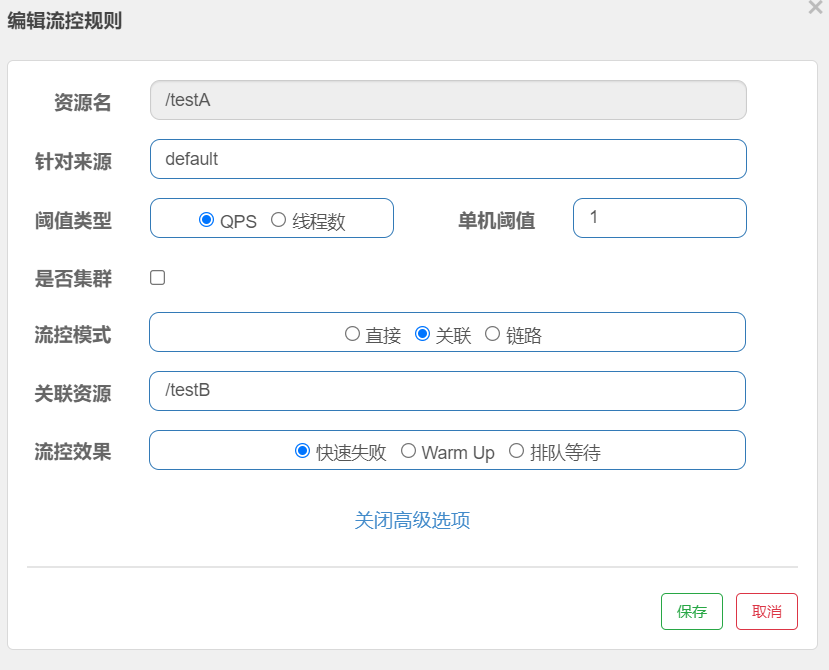 编辑流控规则
×
资源名 /testA
针对来源 default
阈值类型 QPS 线程数 单机阈值 1
是否集群
流控模式 直接 关联 链路
关联资源 /testB
流控效果 快速失败 Warm Up 排队等待
关闭高级选项
保存 取消